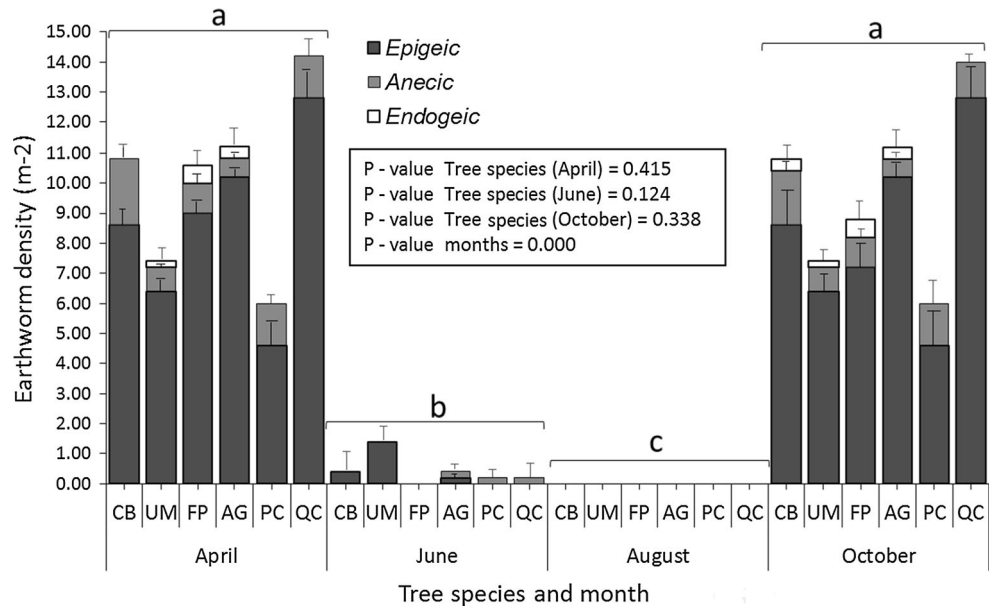 a
a
15.00
14.00
13.00
12.00
11.00
10.00
9.00
8.00
7.00
6.00
5.00
4.00
3.00
2.00
1.00
0.00
Earthworm density (m-2)
Epigeic
Anecic
Endogeic
P - value Tree species (April) = 0.415
P - value Tree species (June) = 0.124
P - value Tree species (October) = 0.338
P - value months = 0.000
b
c
CB UM FP AG PC QC CB UM FP AG PC QC CB UM FP AG PC QC CB UM FP AG PC QC
April June August October
Tree species and month